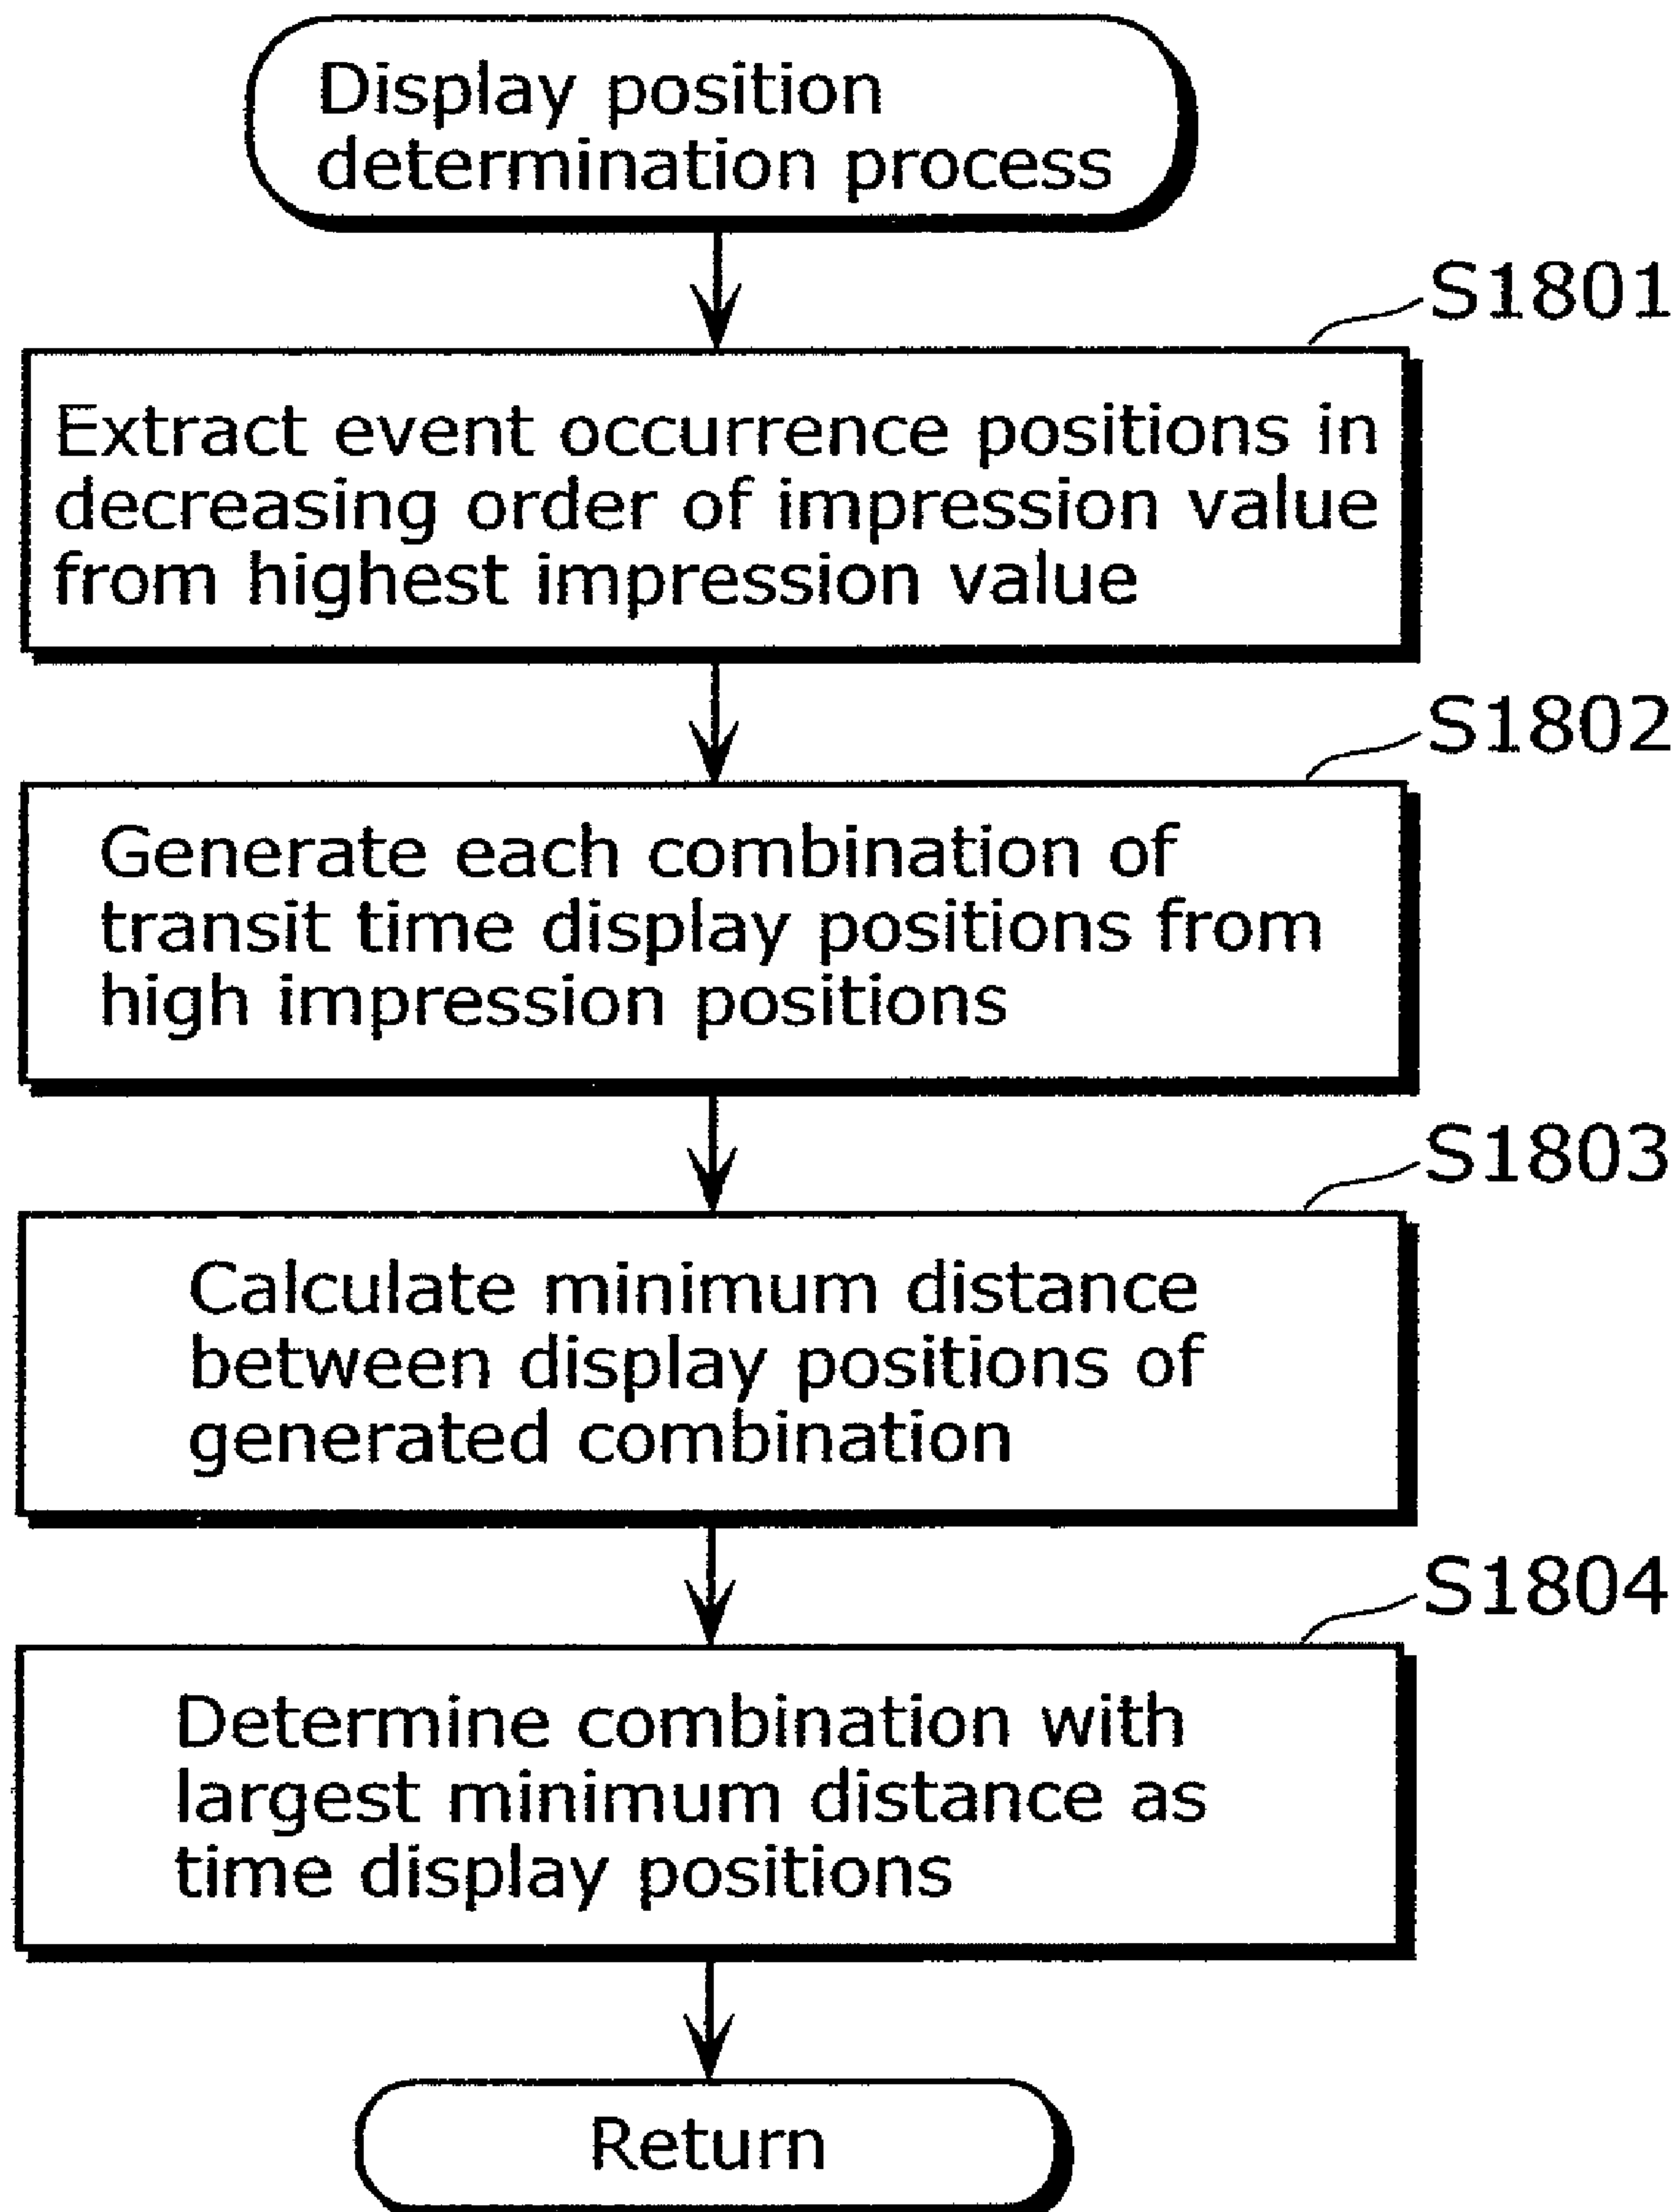 Display position
determination process
S1801
Extract event occurrence positions in
decreasing order of impression value
from highest impression value
S1802
Generate each combination of
transit time display positions from
high impression positions
S1803
Calculate minimum distance
between display positions of
generated combination
S1804
Determine combination with
largest minimum distance as
time display positions
Return